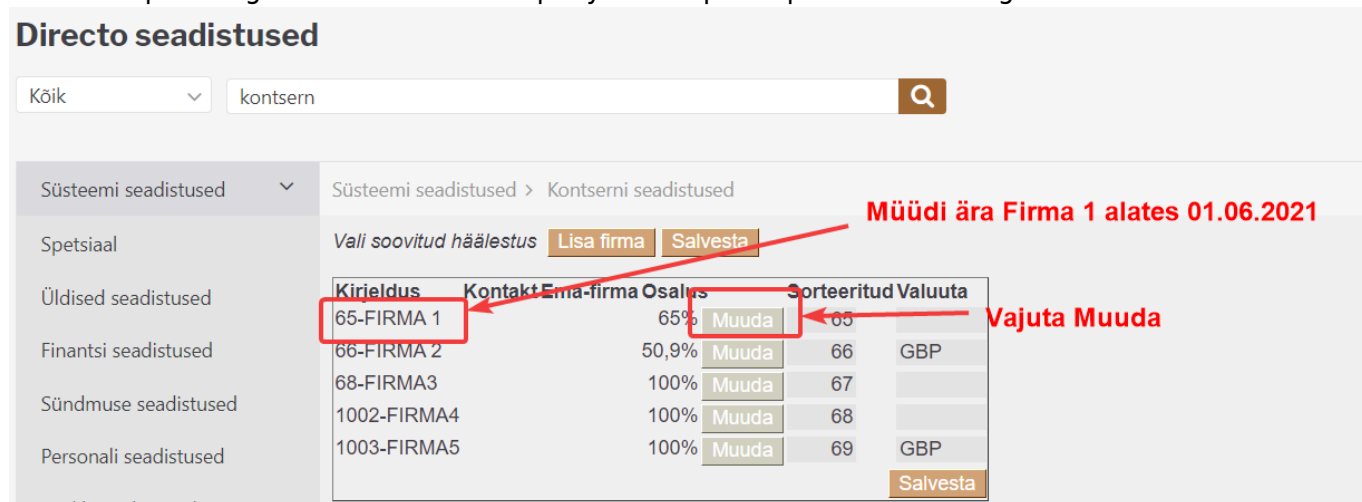 Directo seadistused
Kõik kontsern
Süsteemi seadistused Süsteemi seadistused > Kontserni seadistused
Müüdi ära Firma 1 alates 01.06.2021
Spetsiaal Vali soovitud häälestus Lisa firma Salvesta
Üldised seadistused Kirjeldus Kontakt Ema-firma Osalus Sorteeritud Valuuta
65-FIRMA 1 65% Muuda 65 Vajuta Muuda
Finantsi seadistused 66-FIRMA 2 50,9% Muuda 66 GBP
68-FIRMA3 100% Muuda 67
Sündmuse seadistused 1002-FIRMA4 100% Muuda 68
Personali seadistused 1003-FIRMA5 100% Muuda 69 GBP
Salvesta